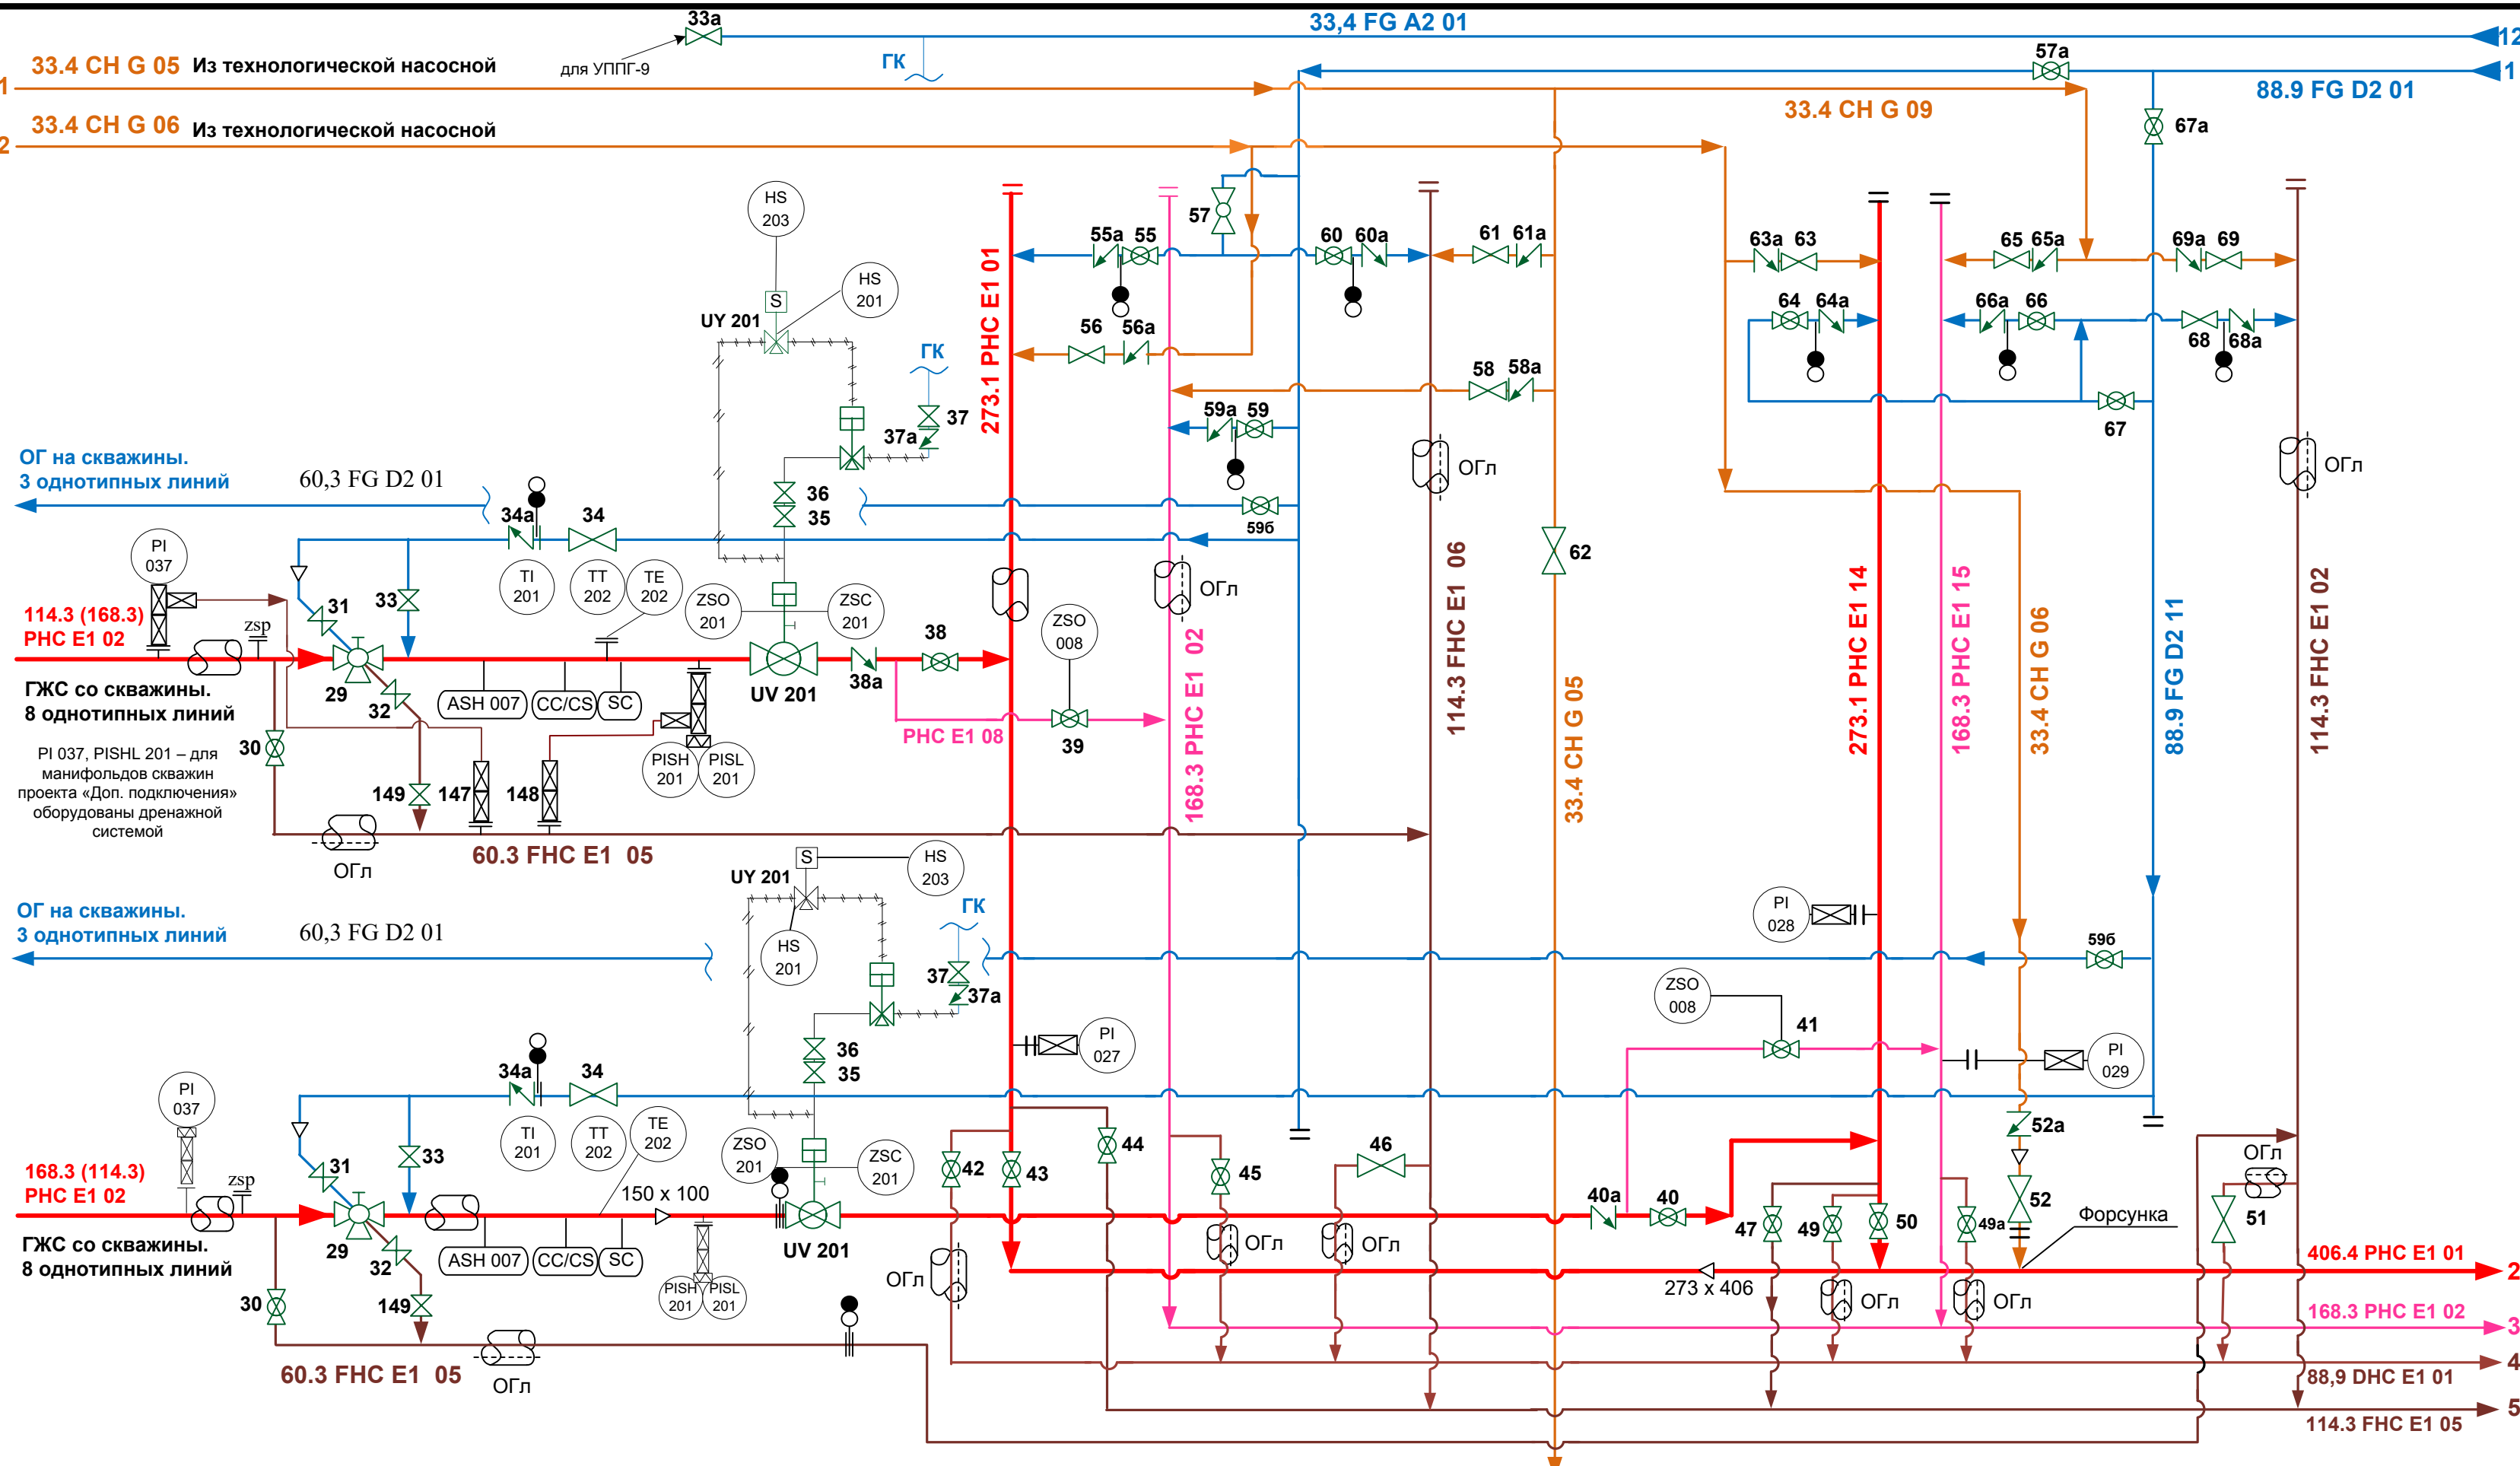 33а
33,4 FG A2 01
12
57а
33.4 CH G 05 Из технологической насосной
для УППГ-9
ГК
1
1
88.9 FG D2 01
33.4 CH G 09
33.4 CH G 06 Из технологической насосной
2
67а
HS
203
57
HS
201
S
UY 201
55а 55
60 60а
61 61а
63а 63
65 65а
69а 69
273.1 PHC E1 01
56 56а
64 64а
66а 66
68 68а
ГК
58 58а
37
37а
59а 59
67
ОГ на скважины.
3 однотипных линий
60,3 FG D2 01
ОГл
ОГл
36
35
34а
34
59б
62
PI
037
TI
201
TT
202
TE
202
ZSO
201
ZSC
201
ОГл
114.3 (168.3)
PHC E1 02
zsp
31
33
ZSO
008
38
38а
168.3 PHC E1 02
114.3 FHC E1 06
33.4 CH G 05
273.1 PHC E1 14
168.3 PHC E1 15
33.4 CH G 06
88.9 FG D2 11
114.3 FHC E1 02
ГЖС со скважины.
8 однотипных линий
29
32
ASH 007
CC/CS
SC
UV 201
PHC E1 08
39
30
PISH
201
PISL
201
PI 037, PISHL 201 – для
манифольдов скважин
проекта «Доп. подключения»
оборудованы дренажной
системой
149
147
148
60.3 FHC E1 05
ОГл
S
HS
203
UY 201
ОГ на скважины.
3 однотипных линий
60,3 FG D2 01
HS
201
ГК
37
37а
PI
028
59б
ZSO
008
41
PI
027
PI
029
36
35
34а
34
PI
037
TI
201
TT
202
TE
202
ZSO
201
ZSC
201
52а
168.3 (114.3)
PHC E1 02
zsp
31
33
150 х 100
42
43
44
45
46
40а
40
47
49
50
49а
52
Форсунка
ОГл
51
ГЖС со скважины.
8 однотипных линий
29
32
ASH 007
CC/CS
SC
UV 201
ОГл
ОГл
ОГл
406.4 PHC E1 01
2
273 х 406
30
149
PISH
201
PISL
201
ОГл
ОГл
168.3 PHC E1 02
3
60.3 FHC E1 05
ОГл
4
88,9 DHC E1 01
5
114.3 FHC E1 05